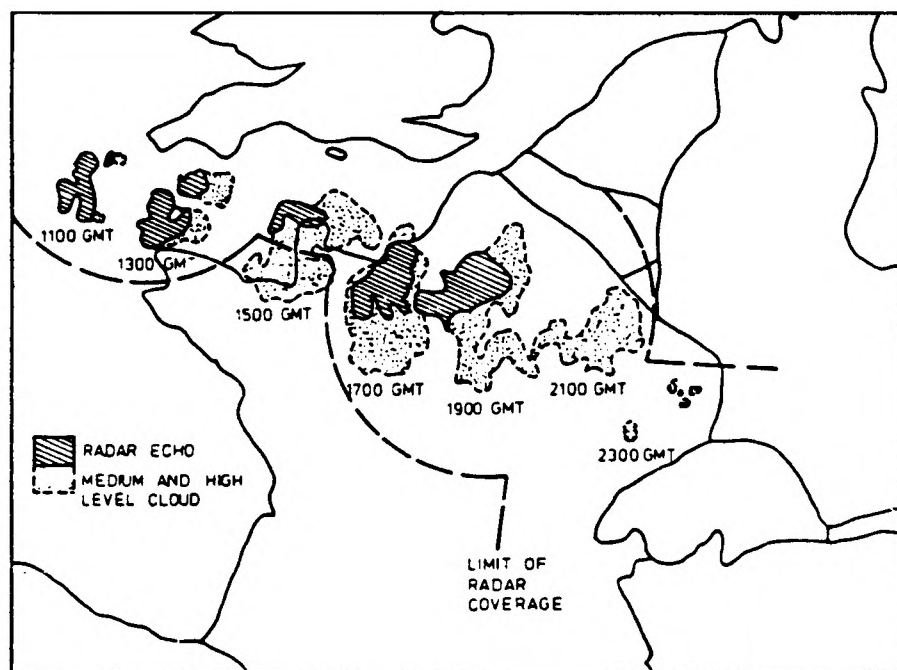 1100 GMT
1300 GMT
1500 GMT
1700 GMT
1900 GMT
2100 GMT
2300 GMT
RADAR ECHO
MEDIUM AND HIGH
LEVEL CLOUD
LIMIT OF
RADAR
COVERAGE